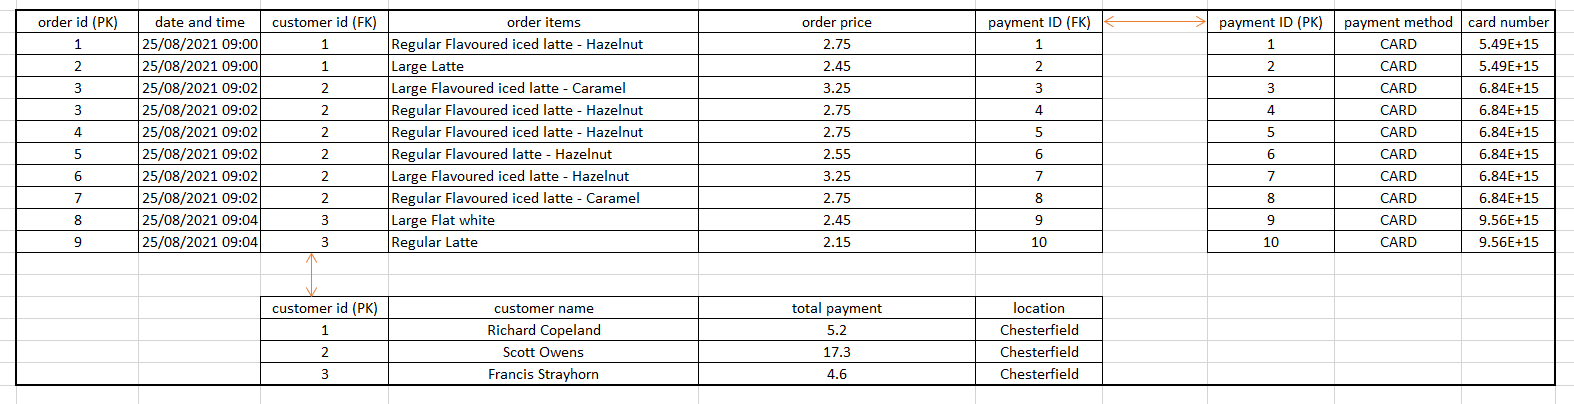 order id (PK) date and time customer id (FK) order items order price payment ID (FK) payment ID (PK) payment method card number
1 25/08/2021 09:00 1 Regular Flavoured iced latte - Hazelnut 2.75 1 1 CARD 5.49E+15
2 25/08/2021 09:00 1 Large Latte 2.45 2 2 CARD 5.49E+15
3 25/08/2021 09:02 2 Large Flavoured iced latte - Caramel 3.25 3 3 CARD 6.84E+15
3 25/08/2021 09:02 2 Regular Flavoured iced latte - Hazelnut 2.75 4 4 CARD 6.84E+15
4 25/08/2021 09:02 2 Regular Flavoured iced latte - Hazelnut 2.75 5 5 CARD 6.84E+15
5 25/08/2021 09:02 2 Regular Flavoured latte - Hazelnut 2.55 6 6 CARD 6.84E+15
6 25/08/2021 09:02 2 Large Flavoured iced latte - Hazelnut 3.25 7 7 CARD 6.84E+15
7 25/08/2021 09:02 2 Regular Flavoured iced latte - Caramel 2.75 8 8 CARD 6.84E+15
8 25/08/2021 09:04 3 Large Flat white 2.45 9 9 CARD 9.56E+15
9 25/08/2021 09:04 3 Regular Latte 2.15 10 10 CARD 9.56E+15
customer id (PK) customer name total payment location
1 Richard Copeland 5.2 Chesterfield
2 Scott Owens 17.3 Chesterfield
3 Francis Strayhorn 4.6 Chesterfield